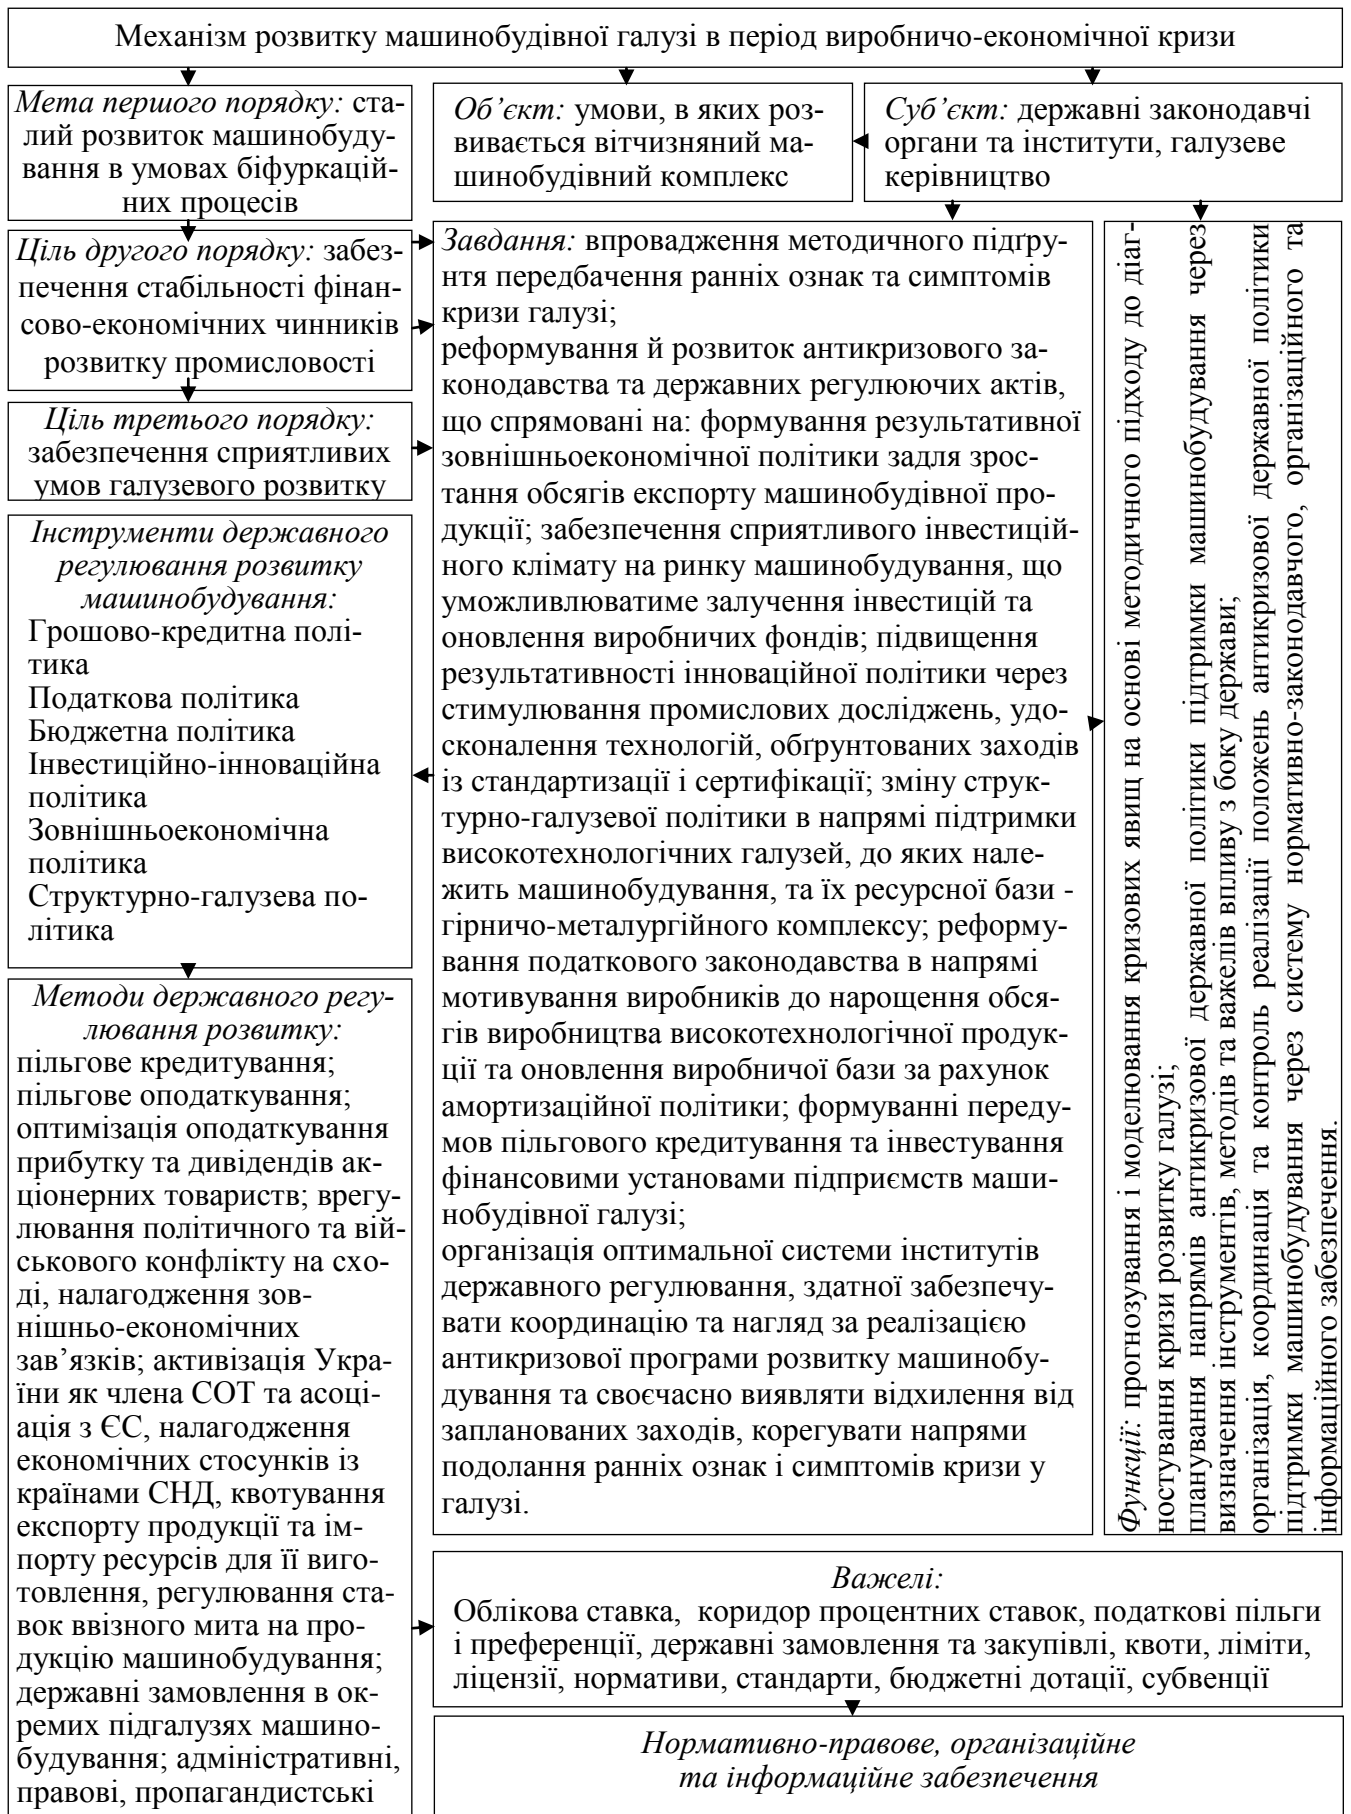 Механізм розвитку машинобудівної галузі в період виробничо-економічної кризи
Мета першого порядку: ста-
лий розвиток машинобуду-
вання в умовах біфуркацій-
них процесів
Об’єкт: умови, в яких роз-
вивається вітчизняний ма-
шинобудівний комплекс
Суб’єкт: державні законодавчі
органи та інститути, галузеве
керівництво
Ціль другого порядку: забез-
печення стабільності фінан-
сово-економічних чинників
розвитку промисловості
Ціль третього порядку:
забезпечення сприятливих
умов галузевого розвитку
Інструменти державного
регулювання розвитку
машинобудування:
Грошово-кредитна полі-
тика
Податкова політика
Бюджетна політика
Інвестиційно-інноваційна
політика
Зовнішньоекономічна
політика
Структурно-галузева по-
літика
Методи державного регу-
лювання розвитку:
пільгове кредитування;
пільгове оподаткування;
оптимізація оподаткування
прибутку та дивідендів ак-
ціонерних товариств; врегу-
лювання політичного та вій-
ськового конфлікту на схо-
ді, налагодження зов-
нішньо-економічних
зав’язків; активізація Укра-
їни як члена СОТ та асоці-
ація з ЄС, налагодження
економічних стосунків із
країнами СНД, квотування
експорту продукції та ім-
порту ресурсів для її виго-
товлення, регулювання ста-
вок ввізного мита на про-
дукцію машинобудування;
державні замовлення в ок-
ремих підгалузях машино-
будування; адміністративні,
правові, пропагандистські
Завдання: впровадження методичного підґру-
нтя передбачення ранніх ознак та симптомів
кризи галузі;
реформування й розвиток антикризового за-
конодавства та державних регулюючих актів,
що спрямовані на: формування результативної
зовнішньоекономічної політики задля зрос-
тання обсягів експорту машинобудівної про-
дукції; забезпечення сприятливого інвестицій-
ного клімату на ринку машинобудування, що
уможливлюватиме залучення інвестицій та
оновлення виробничих фондів; підвищення
результативності інноваційної політики через
стимулювання промислових досліджень, удо-
сконалення технологій, обґрунтованих заходів
із стандартизації і сертифікації; зміну струк-
турно-галузевої політики в напрямі підтримки
високотехнологічних галузей, до яких нале-
жить машинобудування, та їх ресурсної бази -
гірничо-металургійного комплексу; реформу-
вання податкового законодавства в напрямі
мотивування виробників до нарощення обся-
гів виробництва високотехнологічної продук-
ції та оновлення виробничої бази за рахунок
амортизаційної політики; формуванні переду-
мов пільгового кредитування та інвестування
фінансовими установами підприємств маши-
нобудівної галузі;
організація оптимальної системи інститутів
державного регулювання, здатної забезпечу-
вати координацію та нагляд за реалізацією
антикризової програми розвитку машинобу-
дування та своєчасно виявляти відхилення від
запланованих заходів, корегувати напрями
подолання ранніх ознак і симптомів кризи у
галузі.
Функції: прогнозування і моделювання кризових явищ на основі методичного підходу до діаг-
ностування кризи розвитку галузі;
планування напрямів антикризової державної політики підтримки машинобудування через
визначення інструментів, методів та важелів впливу з боку держави;
організація, координація та контроль реалізації положень антикризової державної політики
підтримки машинобудування через систему нормативно-законодавчого, організаційного та
інформаційного забезпечення.
Важелі:
Облікова ставка, коридор процентних ставок, податкові пільги
і преференції, державні замовлення та закупівлі, квоти, ліміти,
ліцензії, нормативи, стандарти, бюджетні дотації, субвенції
Нормативно-правове, організаційне
та інформаційне забезпечення